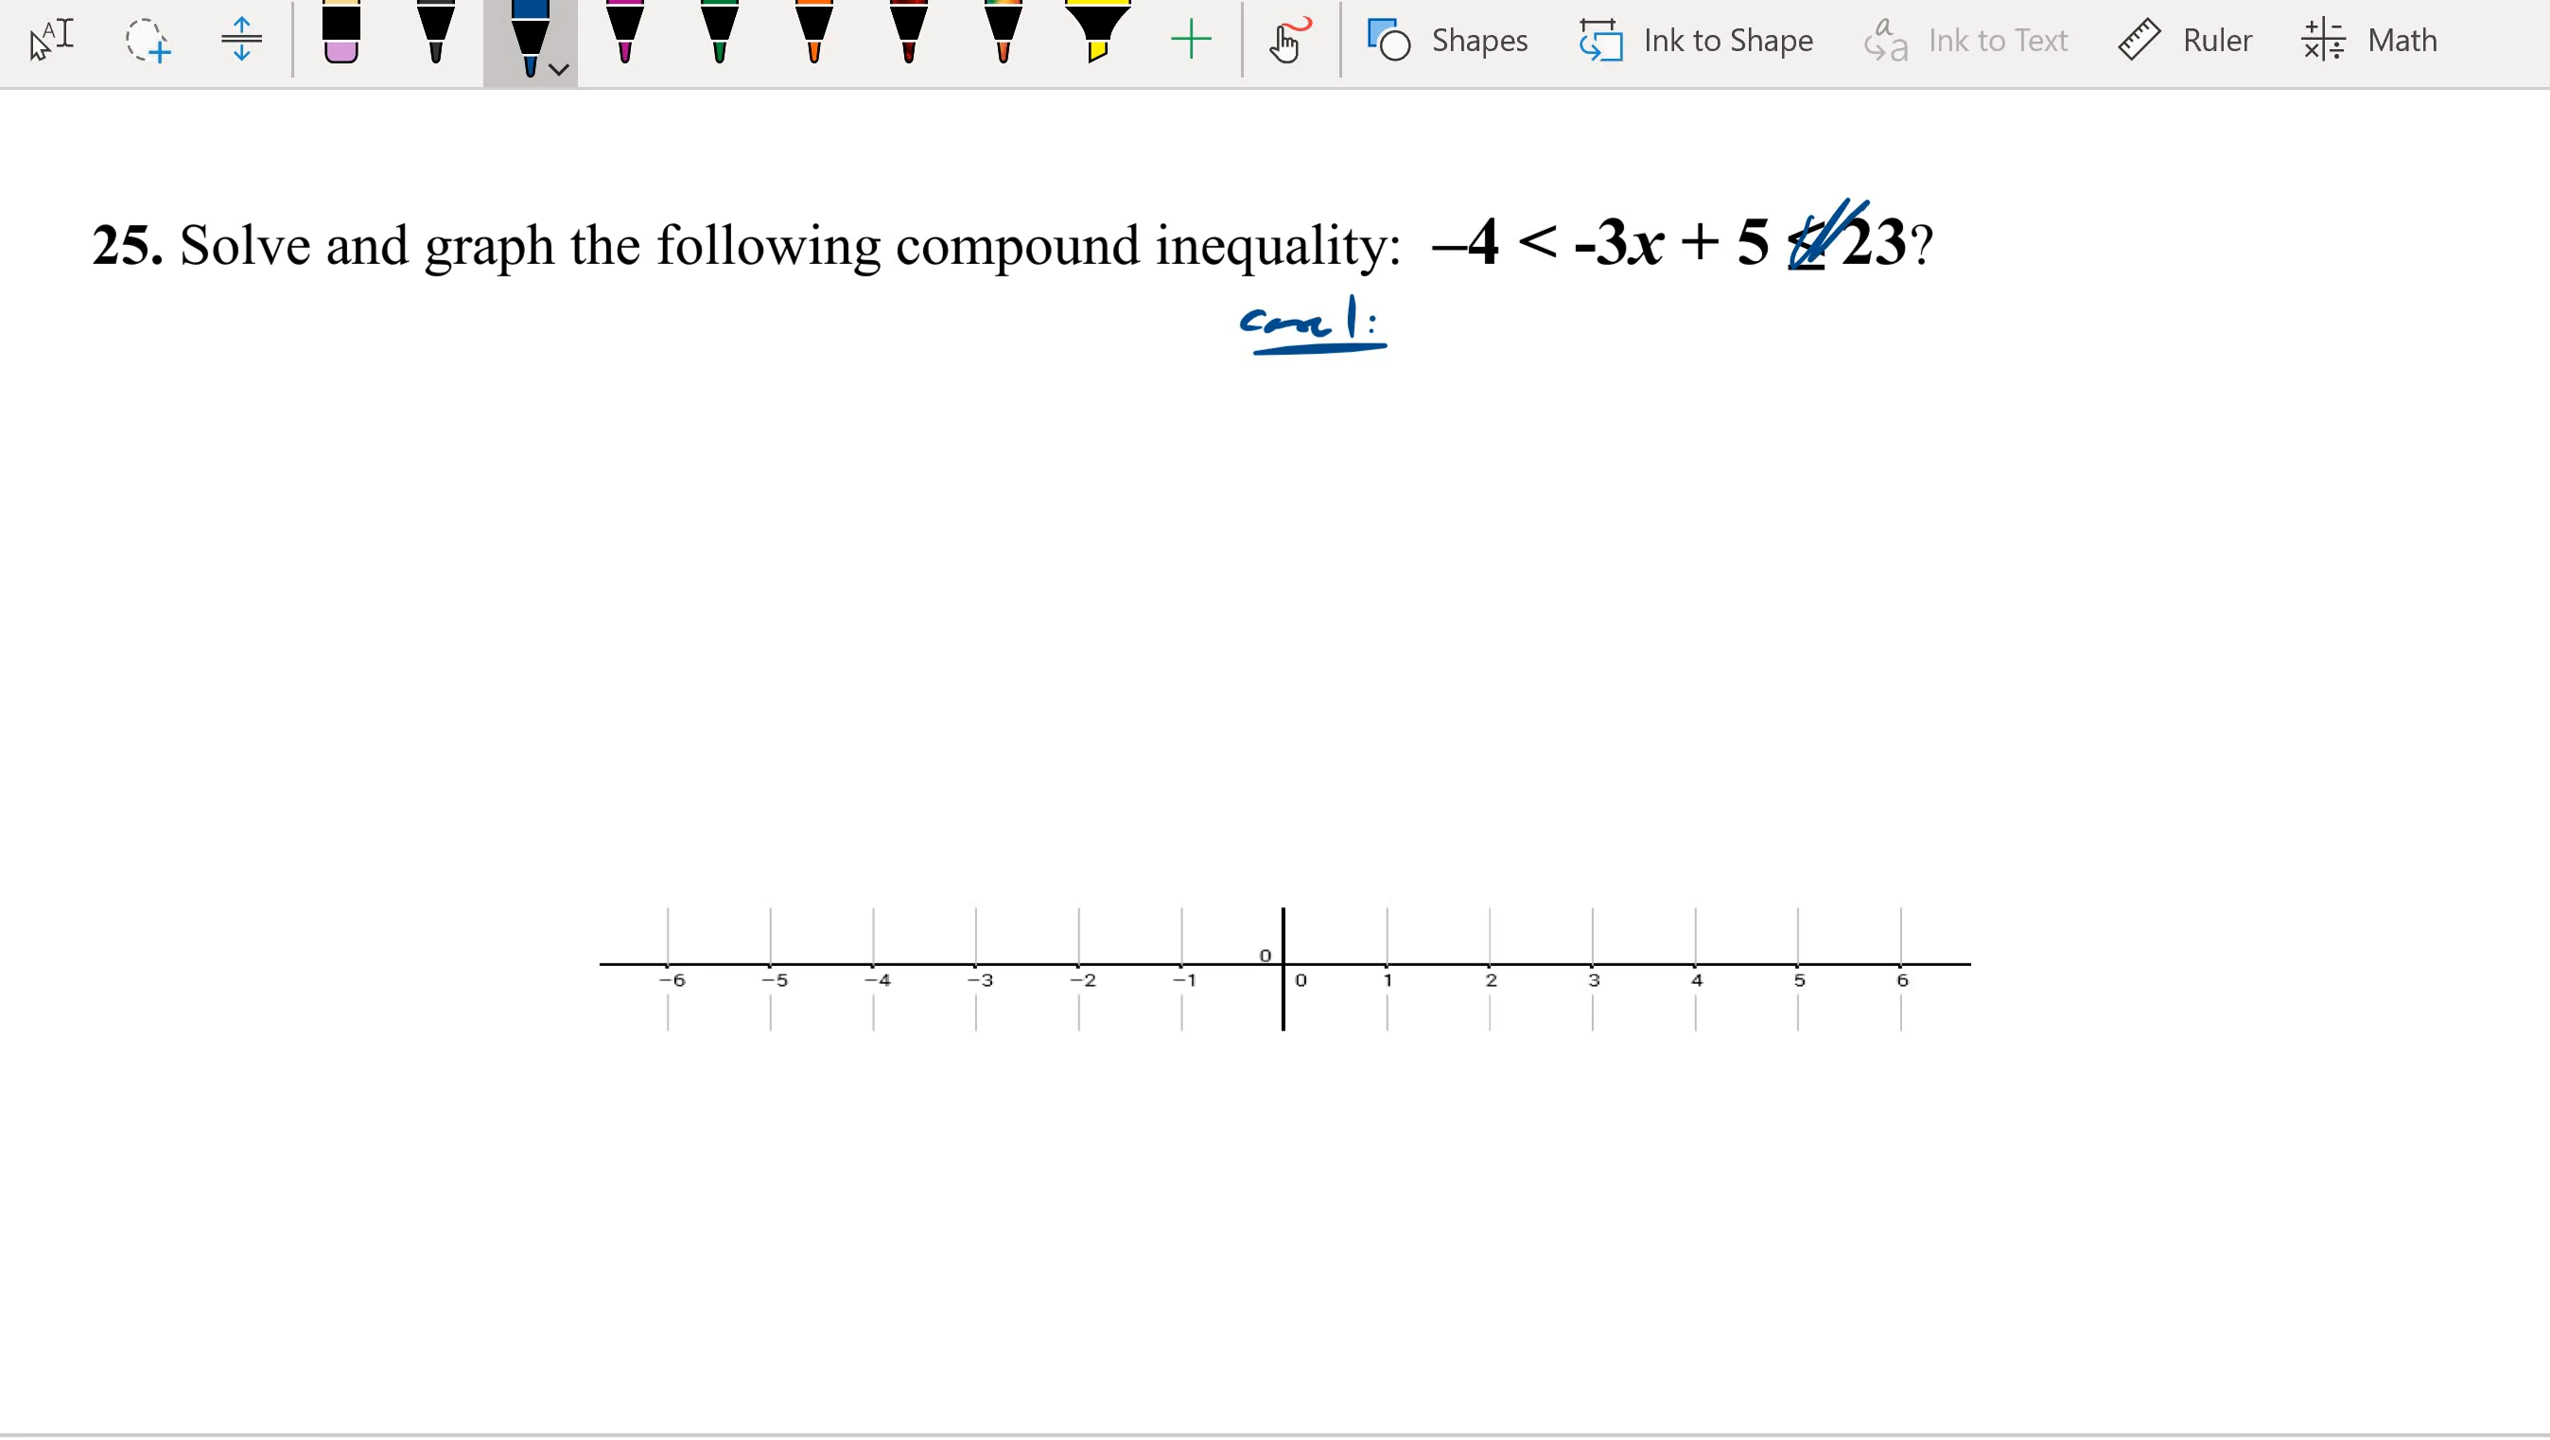 Shapes Ink to Shape Ink to Text Ruler Math
25. Solve and graph the following compound inequality: –4 < -3x + 5 ≤ 23?
case 1:
0
−6 −5 −4 −3 −2 −1 0 1 2 3 4 5 6